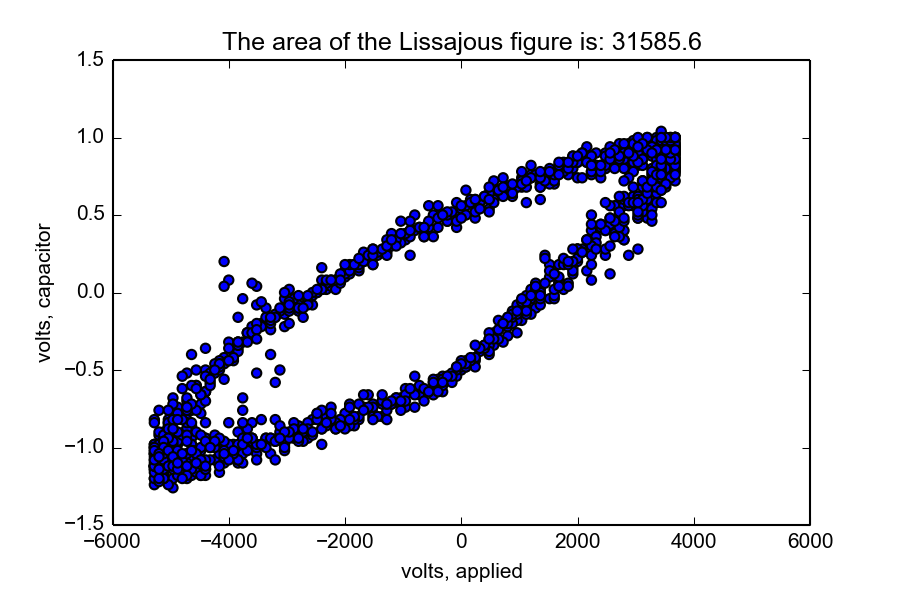 The area of the Lissajous figure is: 31585.6
1.5
1.0
0.5
0.0
−0.5
−1.0
−1.5
volts, capacitor
−6000 −4000 −2000 0 2000 4000 6000
volts, applied